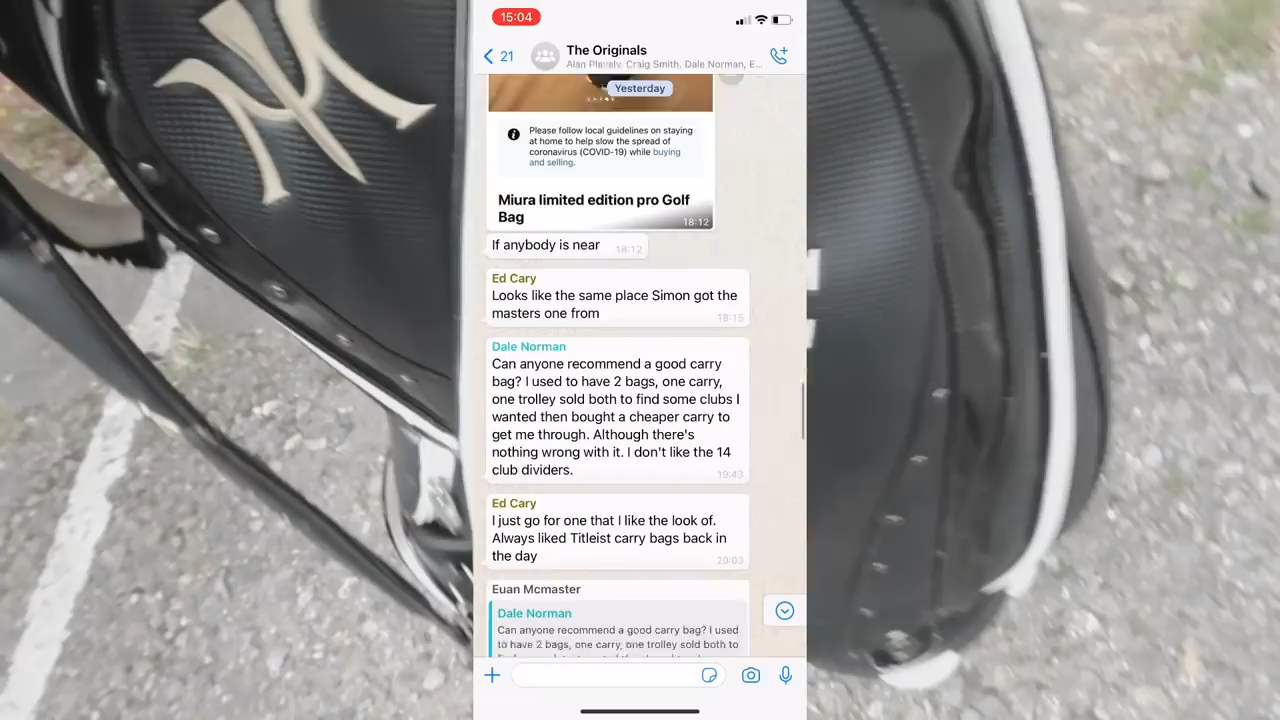 15:04
21
The Originals
Alan Plavely, Craig Smith, Dale Norman, E...
Yesterday
Please follow local guidelines on staying
at home to help slow the spread of
coronavirus (COVID-19) while buying
and selling.
Miura limited edition pro Golf
Bag
18:12
If anybody is near
18:12
Ed Cary
Looks like the same place Simon got the
masters one from
18:15
Dale Norman
Can anyone recommend a good carry
bag? I used to have 2 bags, one carry,
one trolley sold both to find some clubs I
wanted then bought a cheaper carry to
get me through. Although there's
nothing wrong with it. I don't like the 14
club dividers.
19:43
Ed Cary
I just go for one that I like the look of.
Always liked Titleist carry bags back in
the day
20:03
Euan Mcmaster
Dale Norman
Can anyone recommend a good carry bag? I used
to have 2 bags, one carry, one trolley sold both to